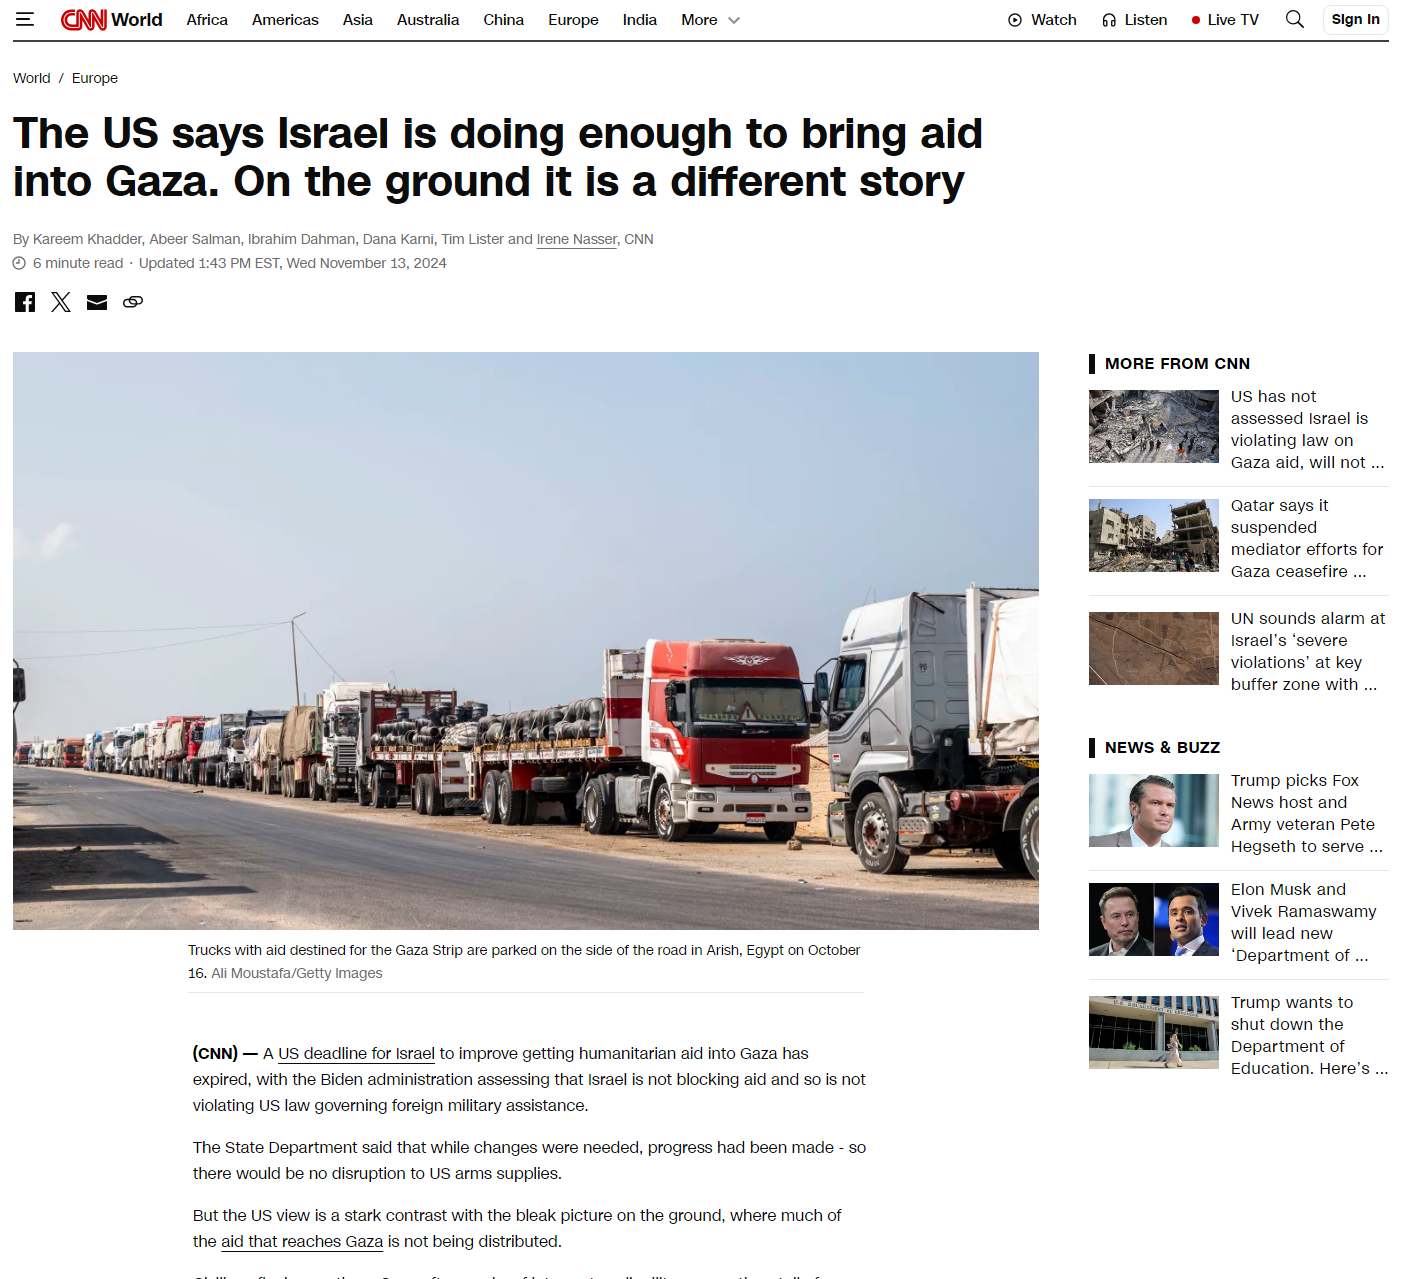 CNN World Africa Americas Asia Australia China Europe India More Watch Listen Live TV Sign In
World / Europe
The US says Israel is doing enough to bring aid
into Gaza. On the ground it is a different story
By Kareem Khadder, Abeer Salman, Ibrahim Dahman, Dana Karni, Tim Lister and Irene Nasser, CNN
6 minute read · Updated 1:43 PM EST, Wed November 13, 2024
Trucks with aid destined for the Gaza Strip are parked on the side of the road in Arish, Egypt on October
16. Ali Moustafa/Getty Images
(CNN) — A US deadline for Israel to improve getting humanitarian aid into Gaza has
expired, with the Biden administration assessing that Israel is not blocking aid and so is not
violating US law governing foreign military assistance.
The State Department said that while changes were needed, progress had been made - so
there would be no disruption to US arms supplies.
But the US view is a stark contrast with the bleak picture on the ground, where much of
the aid that reaches Gaza is not being distributed.
MORE FROM CNN
US has not
assessed Israel is
violating law on
Gaza aid, will not ...
Qatar says it
suspended
mediator efforts for
Gaza ceasefire ...
UN sounds alarm at
Israel’s ‘severe
violations’ at key
buffer zone with ...
NEWS & BUZZ
Trump picks Fox
News host and
Army veteran Pete
Hegseth to serve ...
Elon Musk and
Vivek Ramaswamy
will lead new
‘Department of ...
Trump wants to
shut down the
Department of
Education. Here’s ...